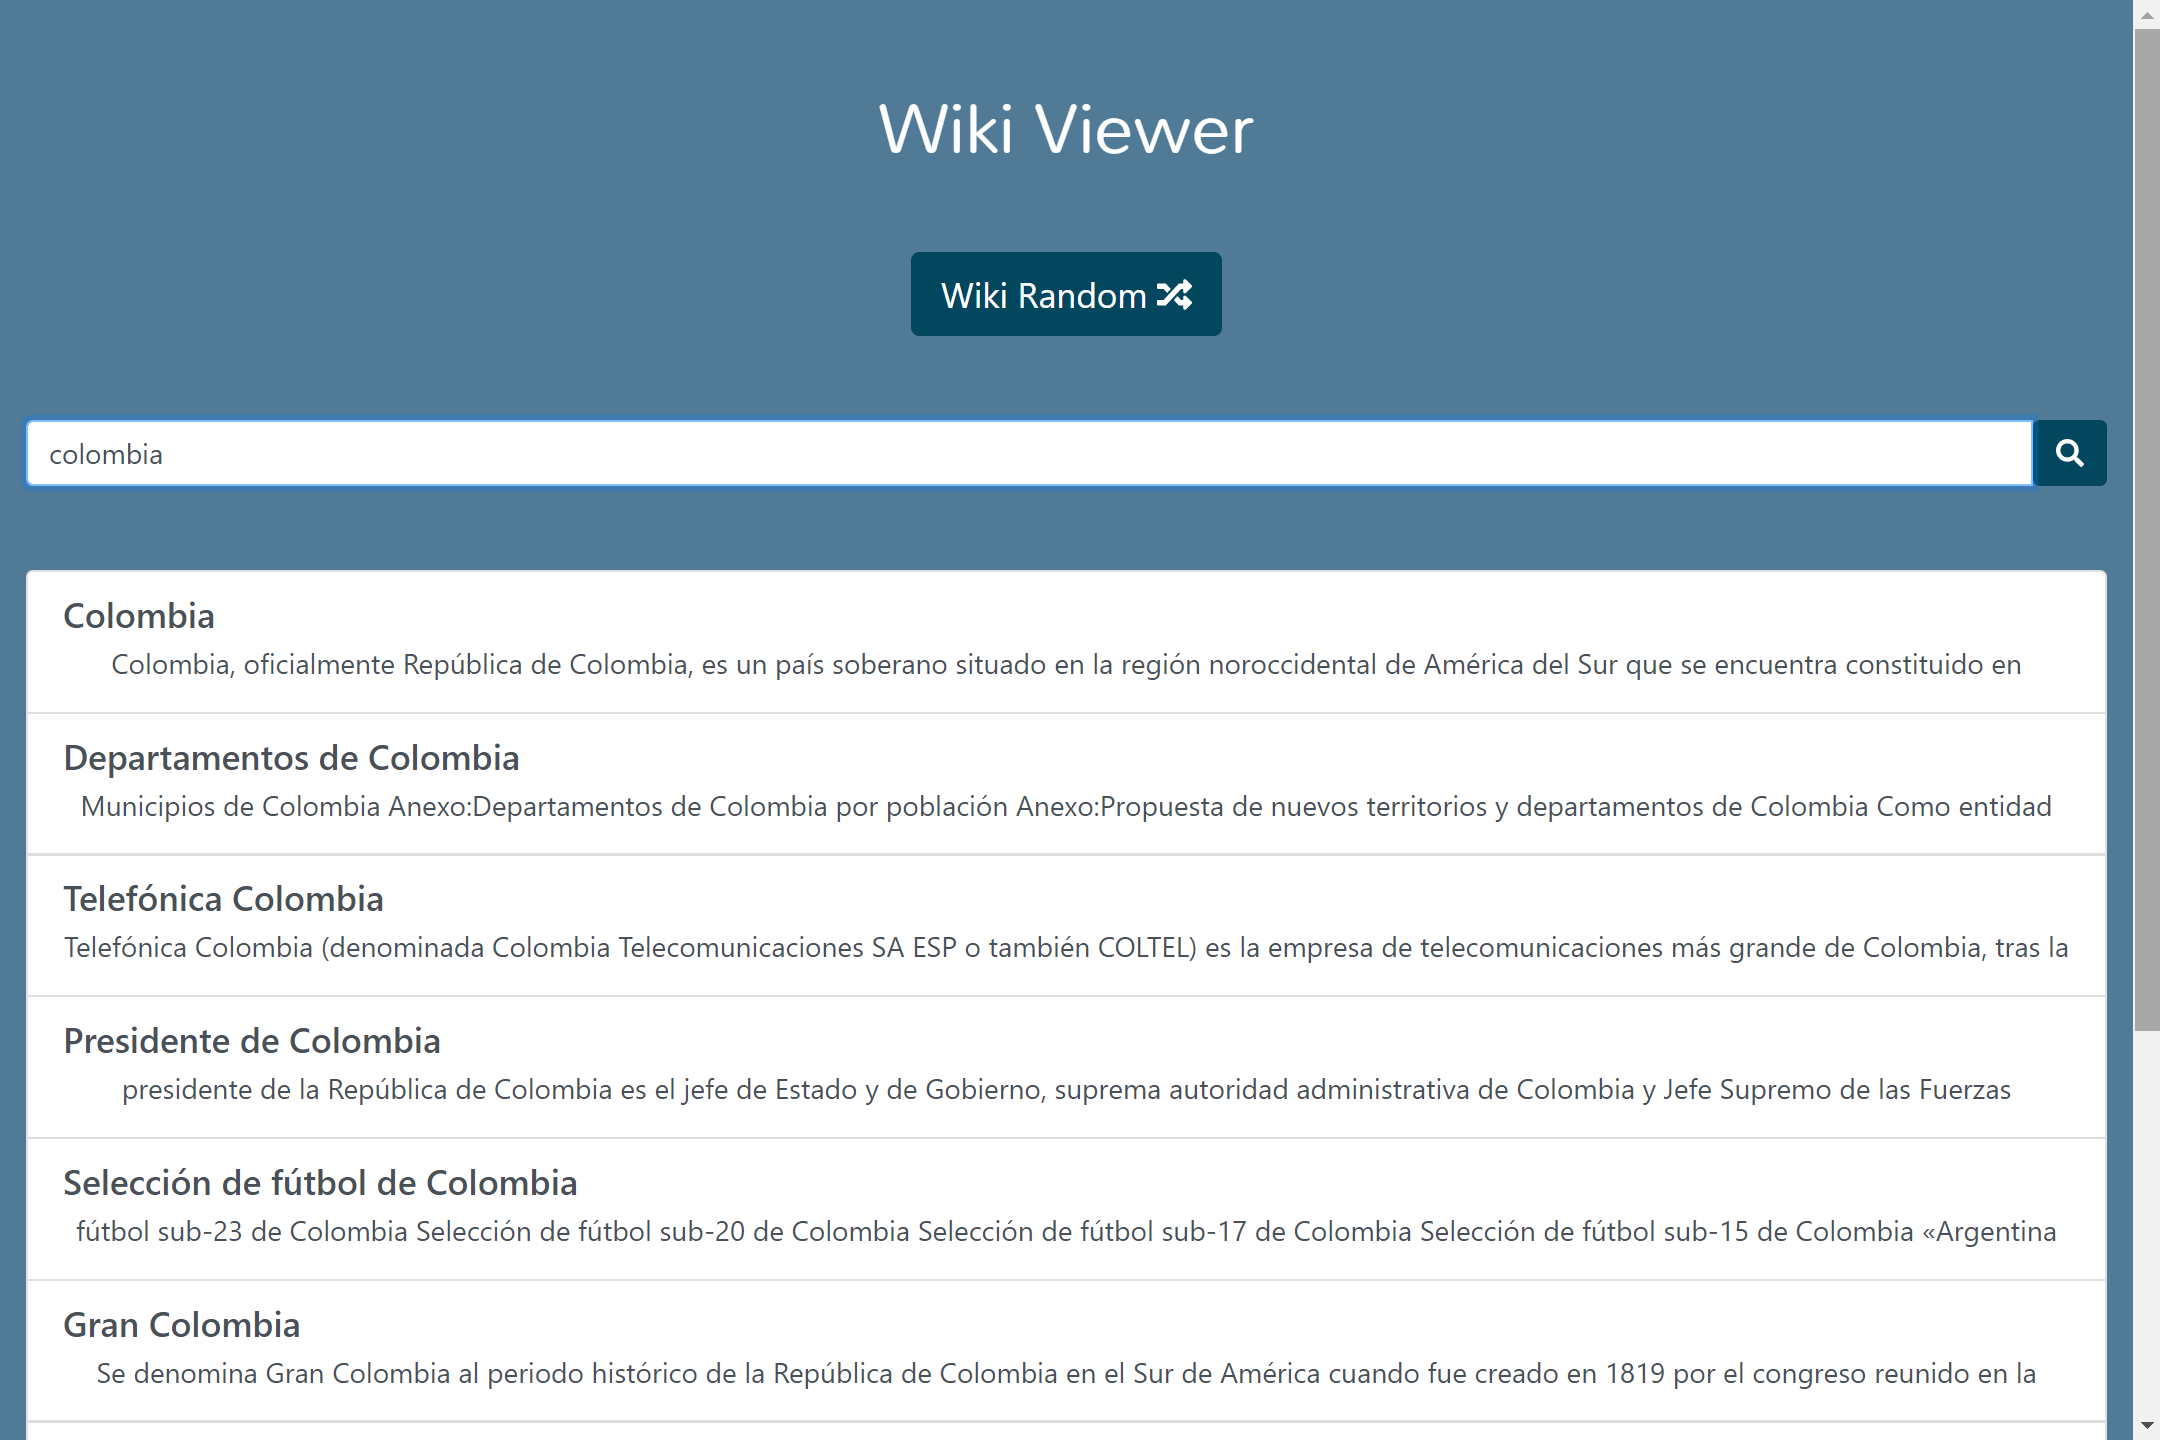 Wiki Viewer
Wiki Random
colombia
Colombia
Colombia, oficialmente República de Colombia, es un país soberano situado en la región noroccidental de América del Sur que se encuentra constituido en
Departamentos de Colombia
Municipios de Colombia Anexo:Departamentos de Colombia por población Anexo:Propuesta de nuevos territorios y departamentos de Colombia Como entidad
Telefónica Colombia
Telefónica Colombia (denominada Colombia Telecomunicaciones SA ESP o también COLTEL) es la empresa de telecomunicaciones más grande de Colombia, tras la
Presidente de Colombia
presidente de la República de Colombia es el jefe de Estado y de Gobierno, suprema autoridad administrativa de Colombia y Jefe Supremo de las Fuerzas
Selección de fútbol de Colombia
fútbol sub-23 de Colombia Selección de fútbol sub-20 de Colombia Selección de fútbol sub-17 de Colombia Selección de fútbol sub-15 de Colombia «Argentina
Gran Colombia
Se denomina Gran Colombia al periodo histórico de la República de Colombia en el Sur de América cuando fue creado en 1819 por el congreso reunido en la